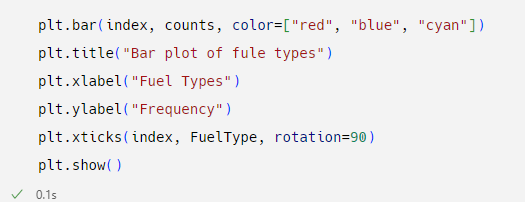 plt.bar(index, counts, color=["red", "blue", "cyan"])
plt.title("Bar plot of fule types")
plt.xlabel("Fuel Types")
plt.ylabel("Frequency")
plt.xticks(index, FuelType, rotation=90)
plt.show()
0.1s